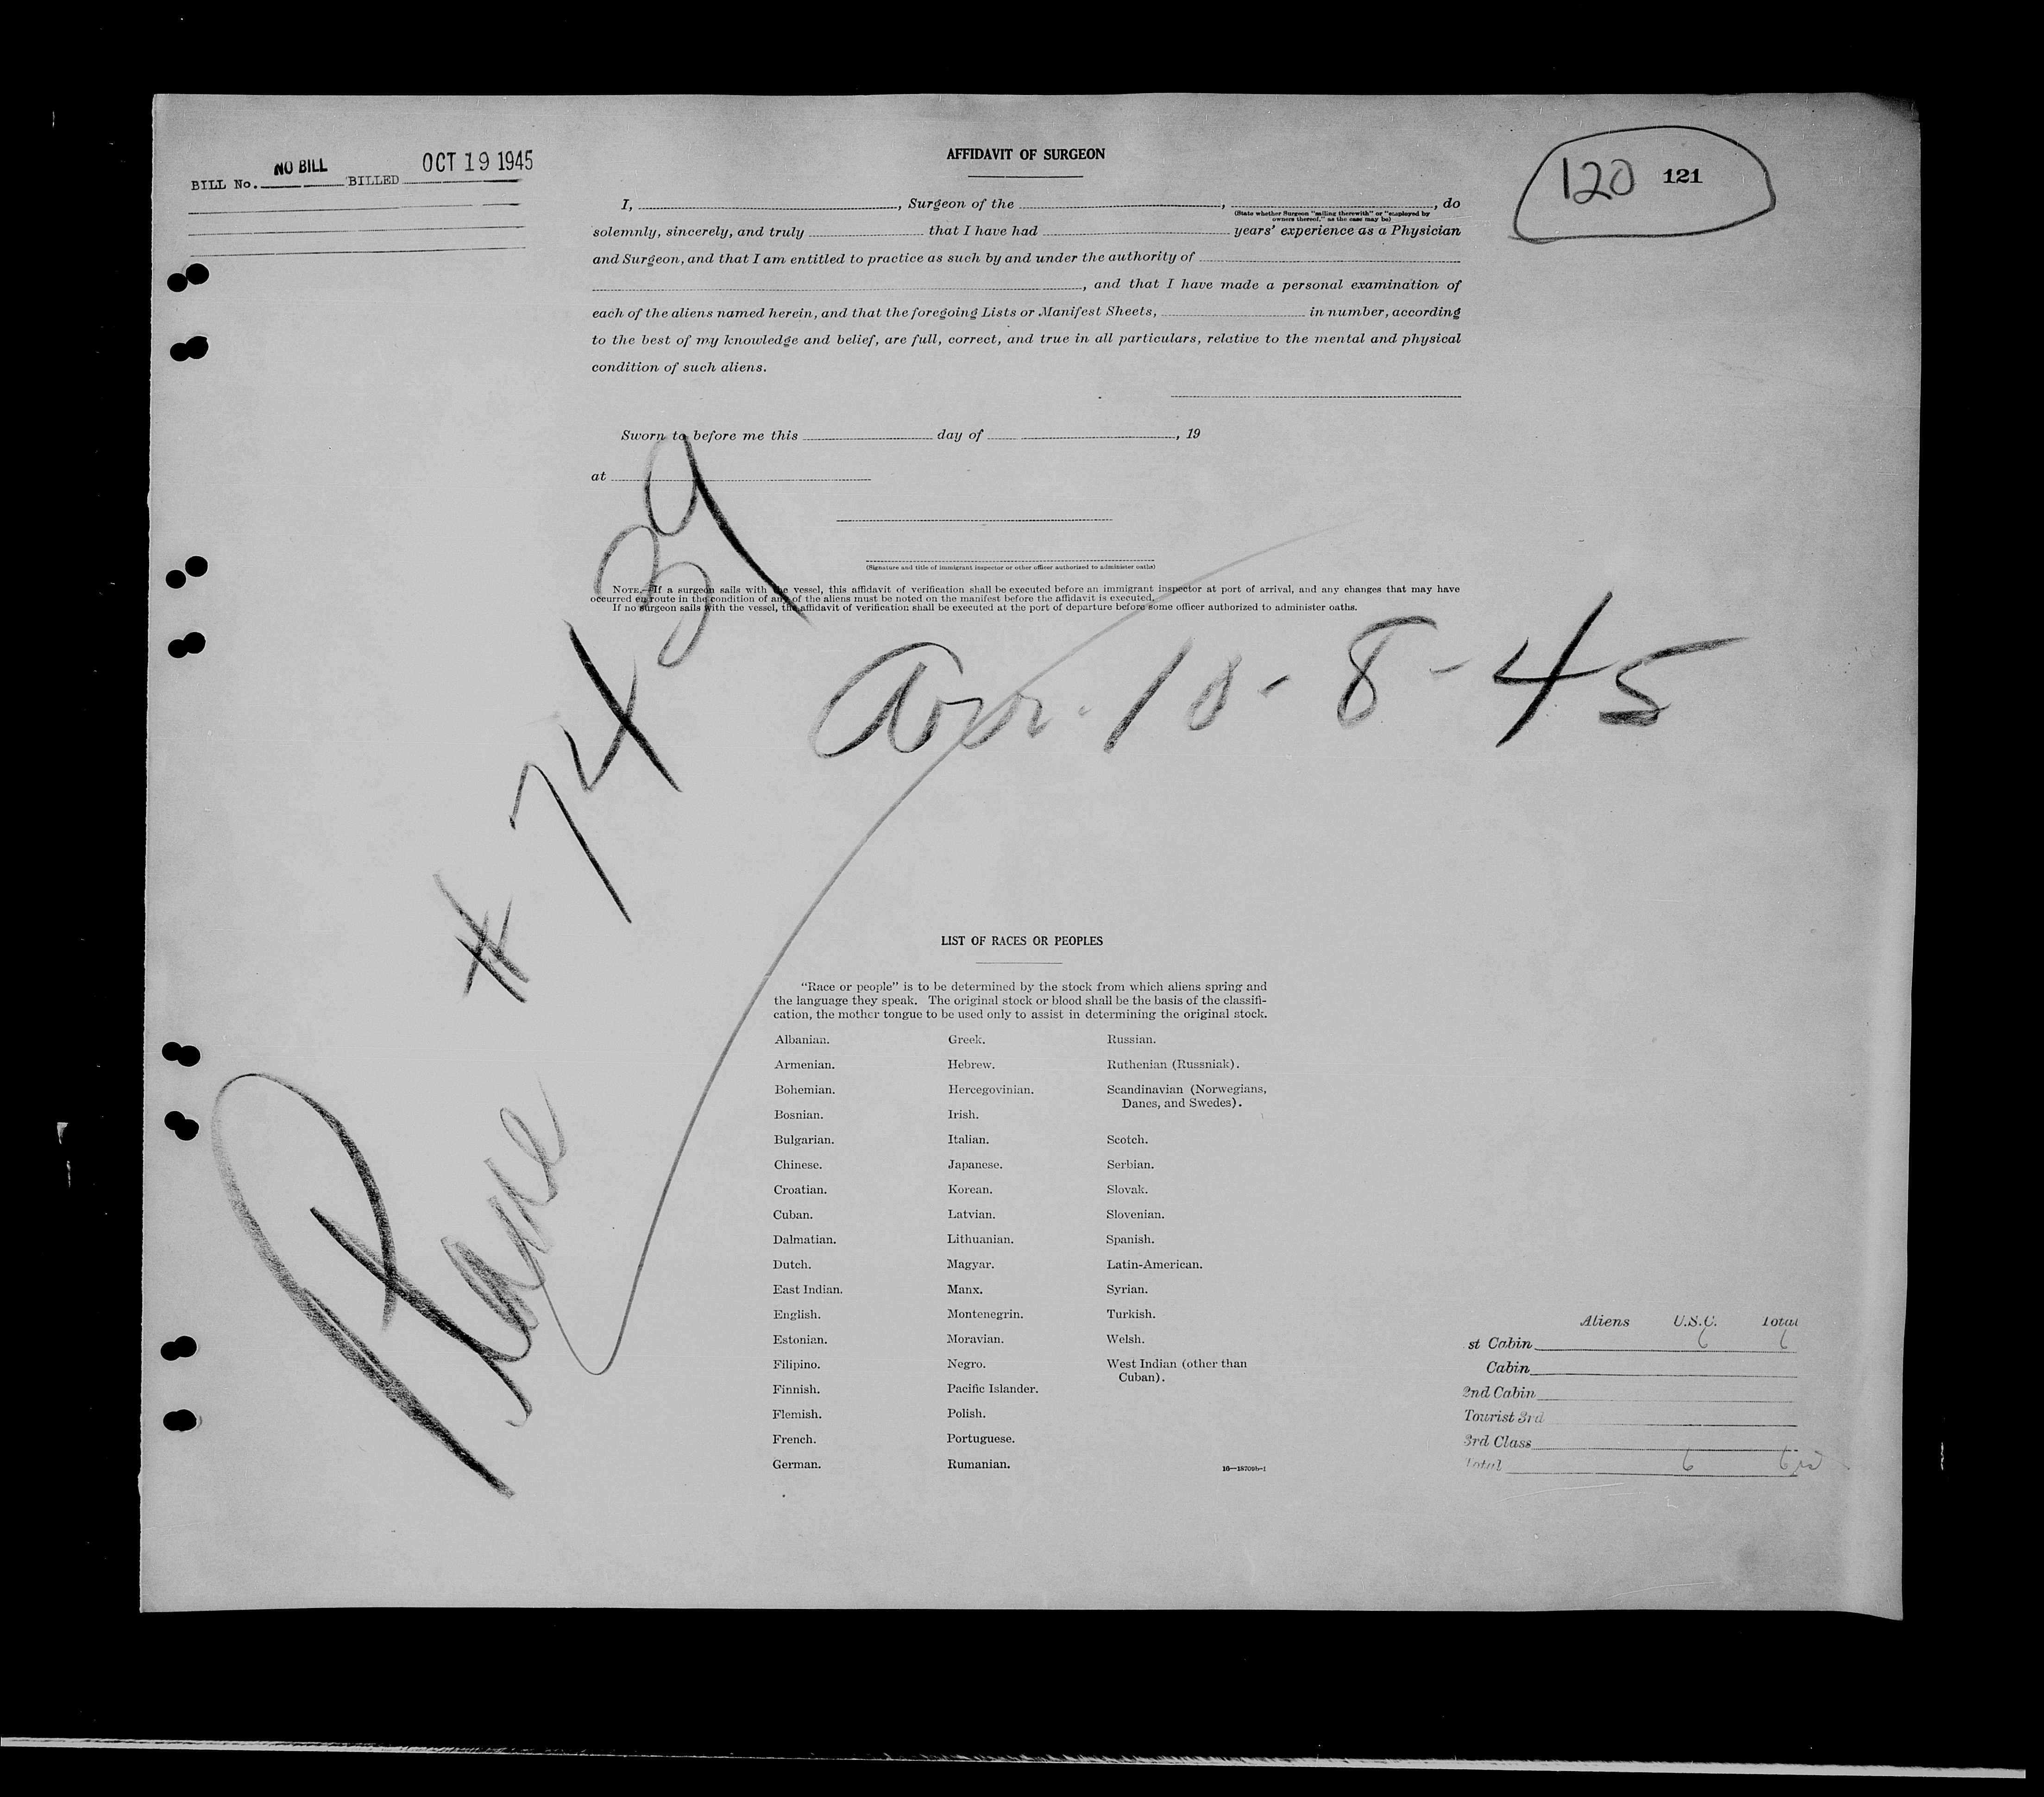 NO BILL OCT 19 1945
BILL No. BILLED
AFFIDAVIT OF SURGEON
120 121
I, , Surgeon of the , , do
(State whether Surgeon "sailing therewith" or "employed by
owners thereof," as the case may be)
solemnly, sincerely, and truly that I have had years' experience as a Physician
and Surgeon, and that I am entitled to practice as such by and under the authority of
, and that I have made a personal examination of
each of the aliens named herein, and that the foregoing Lists or Manifest Sheets, in number, according
to the best of my knowledge and belief, are full, correct, and true in all particulars, relative to the mental and physical
condition of such aliens.
Sworn to before me this day of , 19
at
(Signature and title of immigrant inspector or other officer authorized to administer oaths)
NOTE.—If a surgeon sails with the vessel, this affidavit of verification shall be executed before an immigrant inspector at port of arrival, and any changes that may have
occurred en route in the condition of any of the aliens must be noted on the manifest before the affidavit is executed.
If no surgeon sails with the vessel, the affidavit of verification shall be executed at the port of departure before some officer authorized to administer oaths.
Plane # 7439
Arr. 10-8-45
LIST OF RACES OR PEOPLES
"Race or people" is to be determined by the stock from which aliens spring and
the language they speak. The original stock or blood shall be the basis of the classifi-
cation, the mother tongue to be used only to assist in determining the original stock.
Albanian.
Armenian.
Bohemian.
Bosnian.
Bulgarian.
Chinese.
Croatian.
Cuban.
Dalmatian.
Dutch.
East Indian.
English.
Estonian.
Filipino.
Finnish.
Flemish.
French.
German.
Greek.
Hebrew.
Hercegovinian.
Irish.
Italian.
Japanese.
Korean.
Latvian.
Lithuanian.
Magyar.
Manx.
Montenegrin.
Moravian.
Negro.
Pacific Islander.
Polish.
Portuguese.
Rumanian.
Russian.
Ruthenian (Russniak).
Scandinavian (Norwegians,
Danes, and Swedes).
Scotch.
Serbian.
Slovak.
Slovenian.
Spanish.
Latin-American.
Syrian.
Turkish.
Welsh.
West Indian (other than
Cuban).
16—18709b-1
Aliens U.S.C. Total
st Cabin 6 6
Cabin
2nd Cabin
Tourist 3rd
3rd Class
Total 6 6